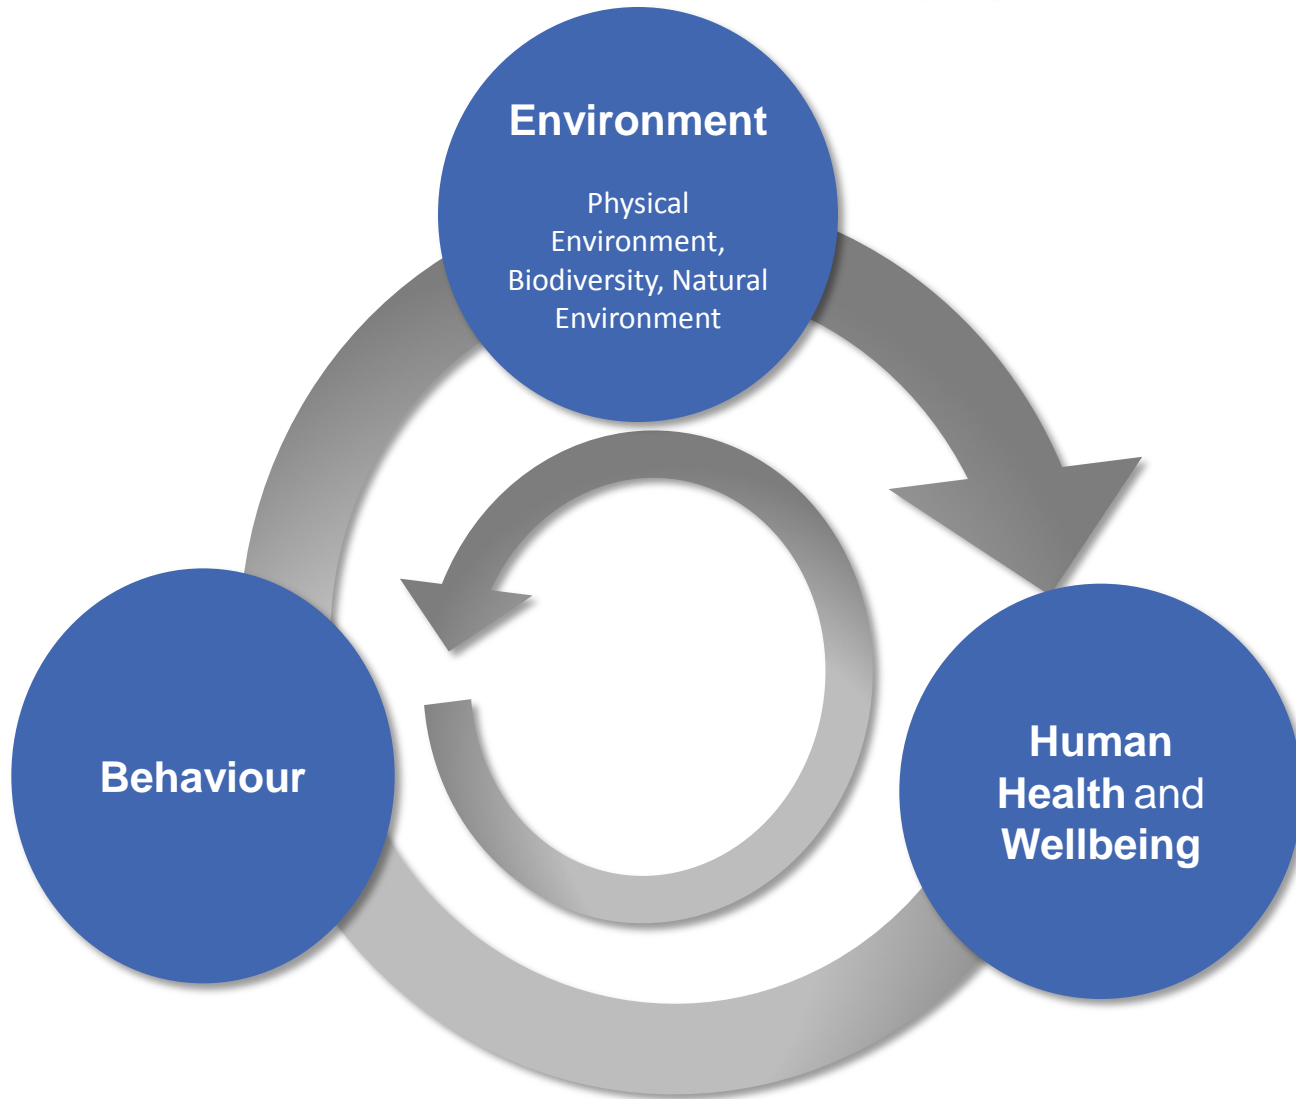 Environment
Physical
Environment,
Biodiversity, Natural
Environment
Behaviour
Human
Health and
Wellbeing